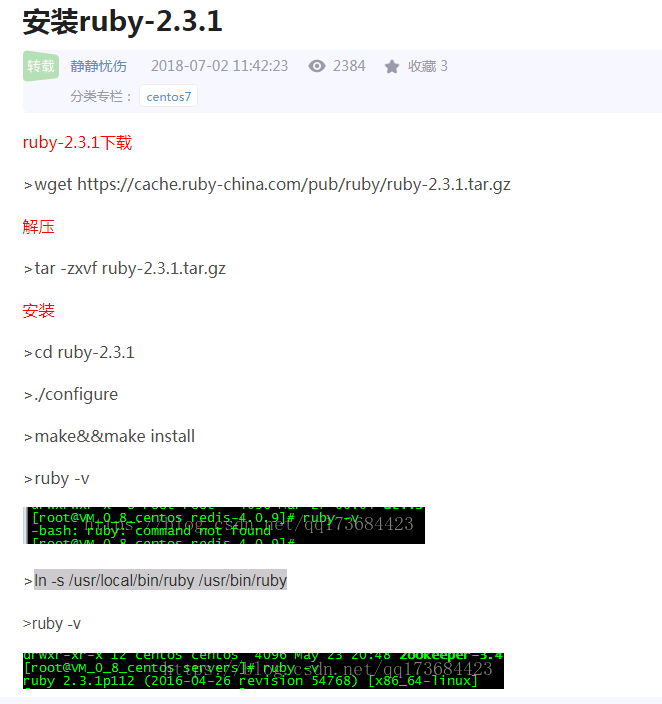 安装ruby-2.3.1
转载 静静忧伤 2018-07-02 11:42:23 2384 收藏 3
分类专栏： centos7
ruby-2.3.1下载
>wget https://cache.ruby-china.com/pub/ruby/ruby-2.3.1.tar.gz
解压
>tar -zxvf ruby-2.3.1.tar.gz
安装
>cd ruby-2.3.1
>./configure
>make&&make install
>ruby -v
[root@VM_0_8_centos redis-4.0.9]# ruby -v
-bash: ruby: command not found
[root@VM_0_8_centos redis-4.0.9]#
https://blog.csdn.net/qq173684423
>ln -s /usr/local/bin/ruby /usr/bin/ruby
>ruby -v
drwxr-xr-x 12 centos centos 4096 May 23 20:48 zookeeper-3.4
[root@VM_0_8_centos servers]# ruby -v
ruby 2.3.1p112 (2016-04-26 revision 54768) [x86_64-linux]
https://blog.csdn.net/qq173684423